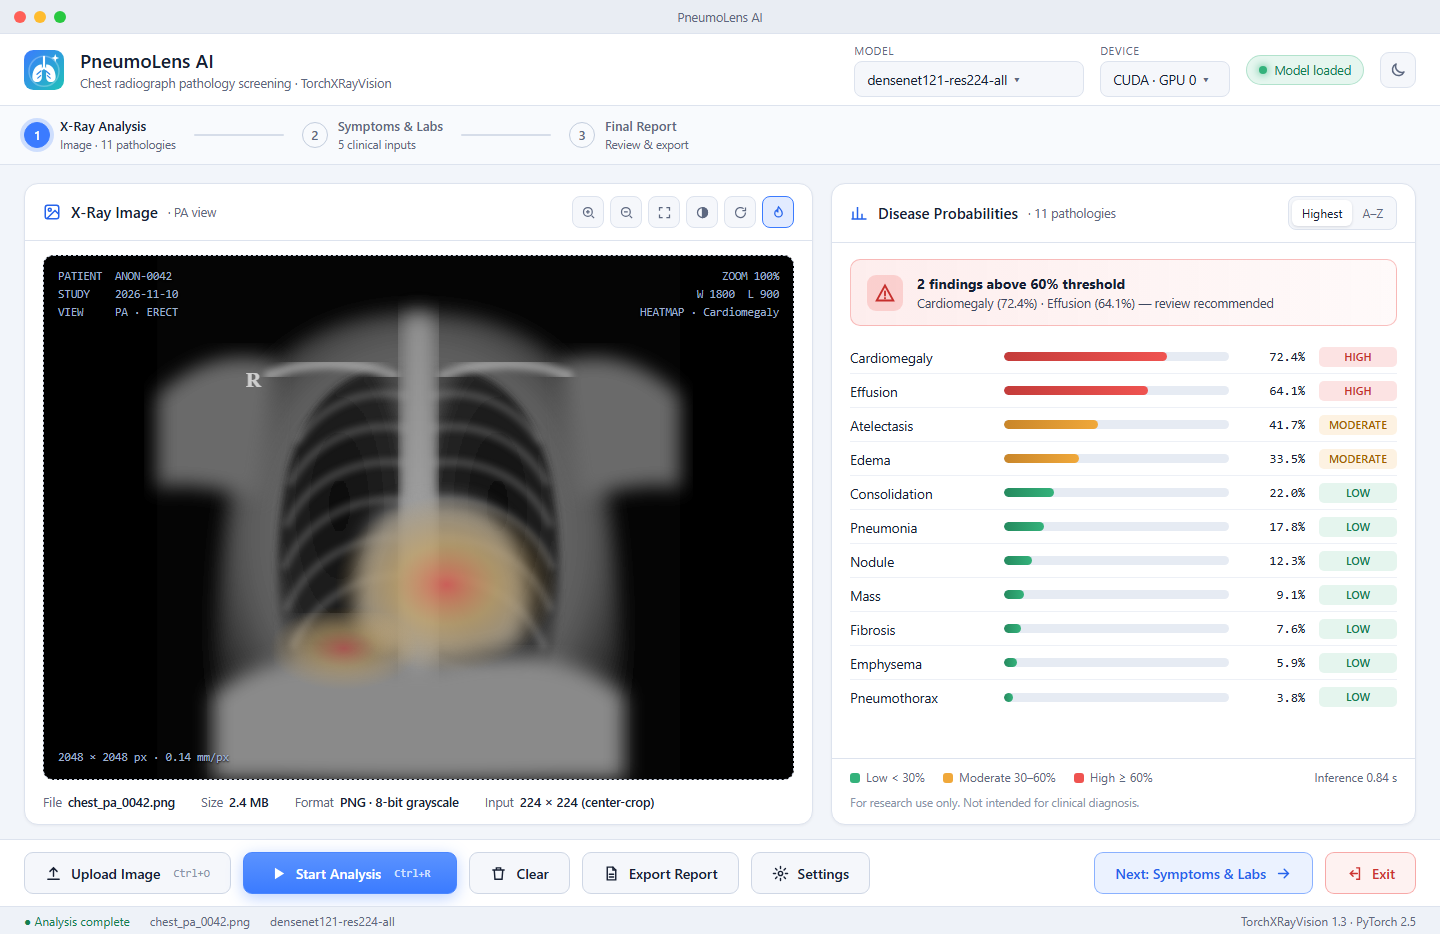 PneumoLens AI
PneumoLens AI
Chest radiograph pathology screening · TorchXRayVision
MODEL
densenet121-res224-all
DEVICE
CUDA · GPU 0
Model loaded
1
X-Ray Analysis
Image · 11 pathologies
2
Symptoms & Labs
5 clinical inputs
3
Final Report
Review & export
X-Ray Image · PA view
PATIENT ANON-0042
STUDY 2026-11-10
VIEW PA · ERECT
ZOOM 100%
W 1800 L 900
HEATMAP · Cardiomegaly
R
2048 × 2048 px · 0.14 mm/px
File chest_pa_0042.png Size 2.4 MB Format PNG · 8-bit grayscale Input 224 × 224 (center-crop)
Disease Probabilities · 11 pathologies
Highest A–Z
2 findings above 60% threshold
Cardiomegaly (72.4%) · Effusion (64.1%) — review recommended
Cardiomegaly 72.4% HIGH
Effusion 64.1% HIGH
Atelectasis 41.7% MODERATE
Edema 33.5% MODERATE
Consolidation 22.0% LOW
Pneumonia 17.8% LOW
Nodule 12.3% LOW
Mass 9.1% LOW
Fibrosis 7.6% LOW
Emphysema 5.9% LOW
Pneumothorax 3.8% LOW
Low < 30% Moderate 30–60% High ≥ 60% Inference 0.84 s
For research use only. Not intended for clinical diagnosis.
Upload Image Ctrl+O
Start Analysis Ctrl+R
Clear
Export Report
Settings
Next: Symptoms & Labs →
Exit
● Analysis complete chest_pa_0042.png densenet121-res224-all
TorchXRayVision 1.3 · PyTorch 2.5